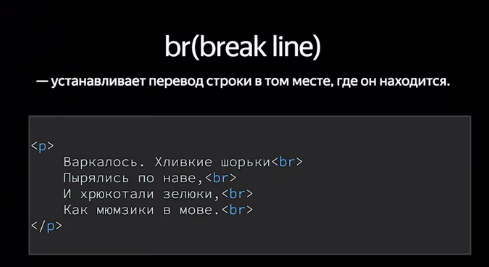 br(break line)
— устанавливает перевод строки в том месте, где он находится.
<p>
Варкалось. Хливкие шорьки<br>
Пырялись по наве,<br>
И хрюкотали зелюки,<br>
Как мюмзики в мове.<br>
</p>